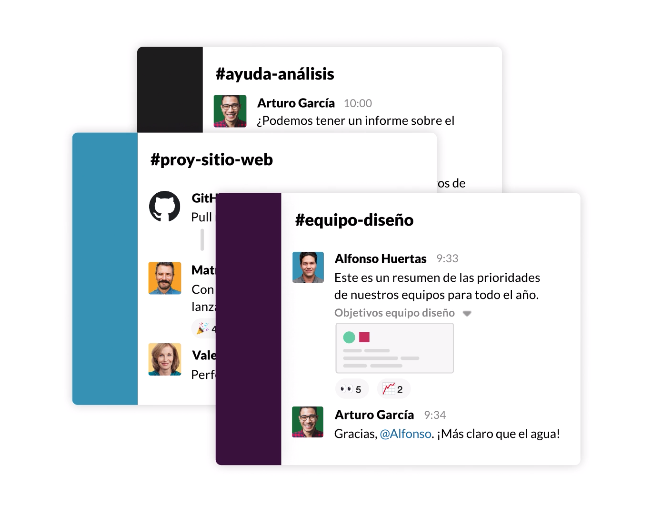 #ayuda-análisis
Arturo García 10:00
¿Podemos tener un informe sobre el
os de
#proy-sitio-web
GitH
Pull
Mat
Con
lanza
4
Vale
Perf
#equipo-diseño
Alfonso Huertas 9:33
Este es un resumen de las prioridades
de nuestros equipos para todo el año.
Objetivos equipo diseño
5 2
Arturo García 9:34
Gracias, @Alfonso. ¡Más claro que el agua!